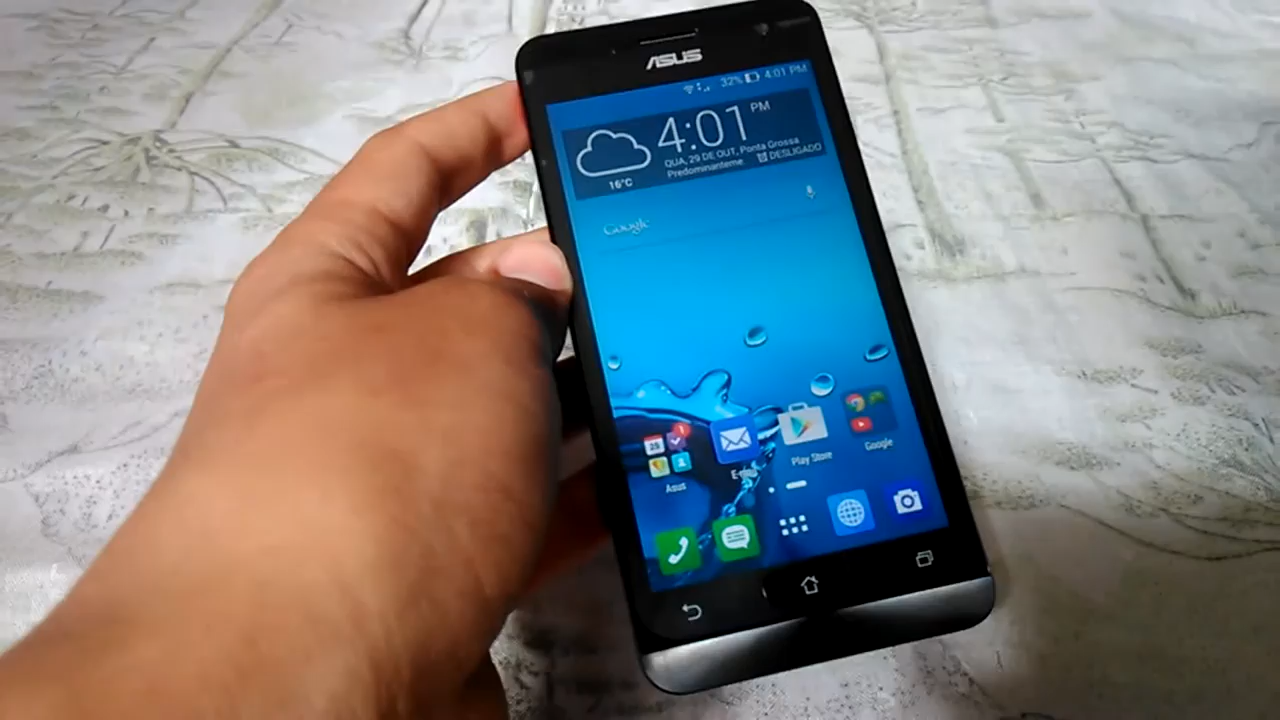 ASUS
32% 4:01 PM
4:01 PM
QUA, 29 DE OUT, Ponta Grossa
Predominanteme. DESLIGADO
16°C
Google
1
Asus
Play Store
Google